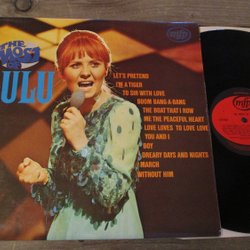 THE
MOST
OF
LULU
mfp
LET'S PRETEND
I'M A TIGER
TO SIR WITH LOVE
BOOM BANG-A-BANG
THE BOAT THAT I ROW
ME THE PEACEFUL HEART
LOVE LOVES TO LOVE LOVE
YOU AND I
BOY
DREARY DAYS AND NIGHTS
MARCH
WITHOUT HIM
mfp